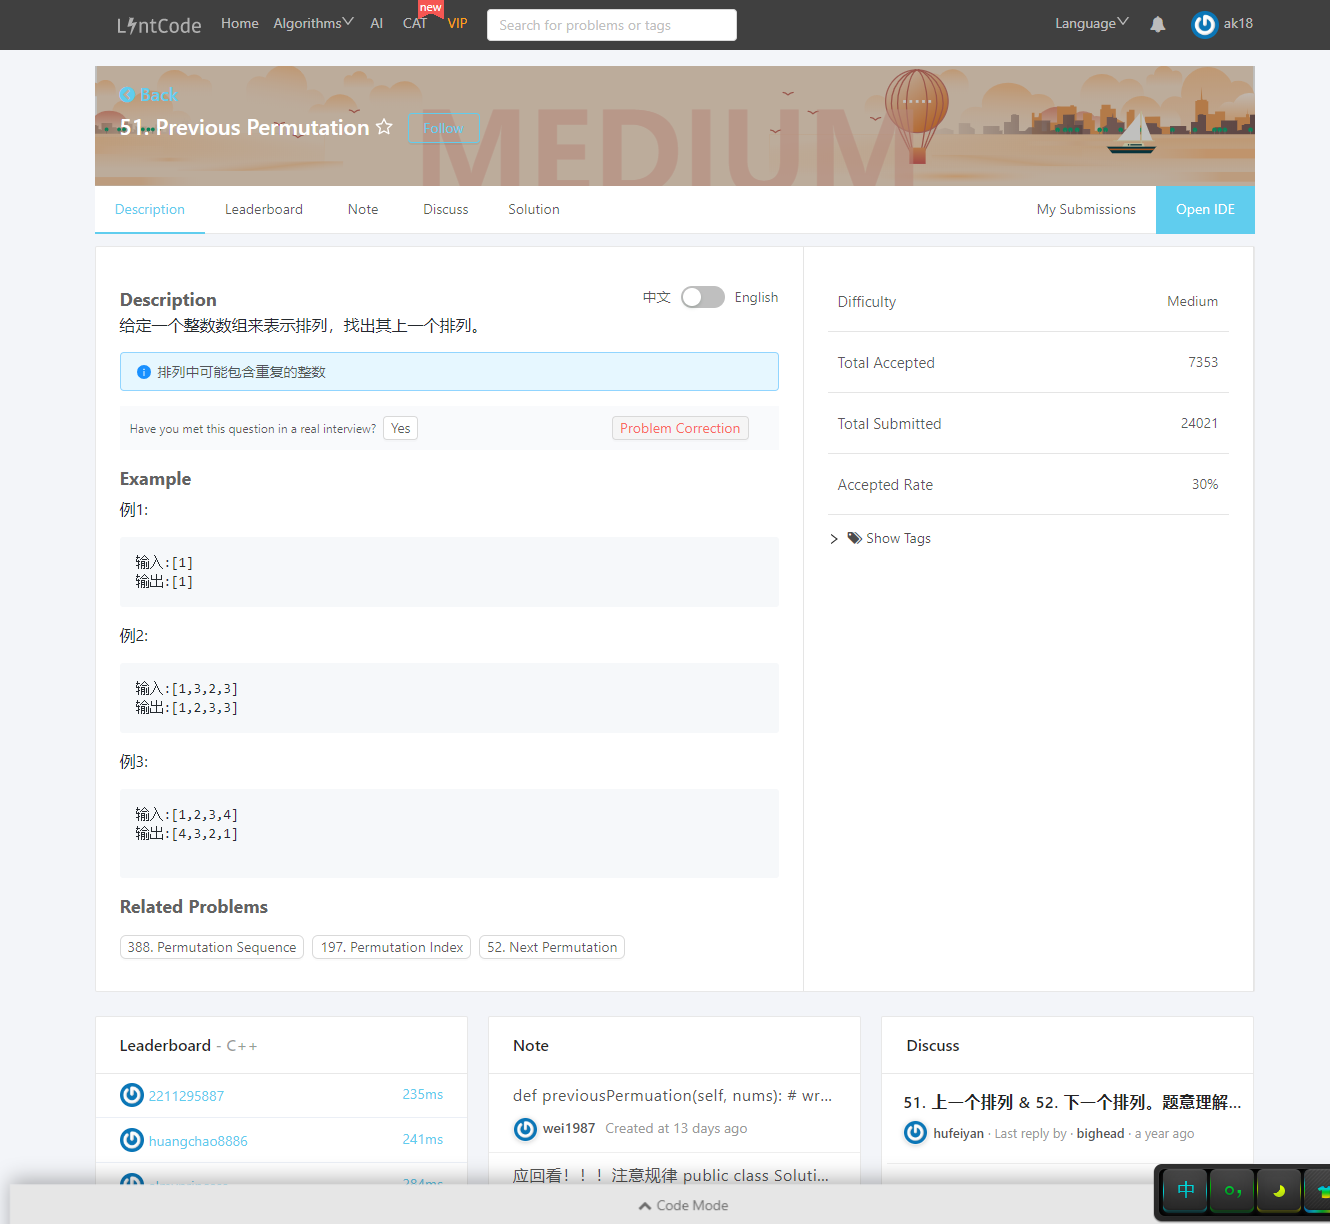 LintCode Home Algorithms AI CAT new VIP Search for problems or tags Language ak18
Back
51. Previous Permutation Follow
MEDIUM
Description Leaderboard Note Discuss Solution My Submissions Open IDE
Description 中文 English
给定一个整数数组来表示排列，找出其上一个排列。
排列中可能包含重复的整数
Have you met this question in a real interview? Yes Problem Correction
Example
例1:
输入:[1]
输出:[1]
例2:
输入:[1,3,2,3]
输出:[1,2,3,3]
例3:
输入:[1,2,3,4]
输出:[4,3,2,1]
Related Problems
388. Permutation Sequence 197. Permutation Index 52. Next Permutation
Difficulty Medium
Total Accepted 7353
Total Submitted 24021
Accepted Rate 30%
Show Tags
Leaderboard - C++
2211295887 235ms
huangchao8886 241ms
284ms
Note
def previousPermuation(self, nums): # wr...
wei1987 Created at 13 days ago
应回看！！！注意规律 public class Soluti...
Discuss
51. 上一个排列 & 52. 下一个排列。题意理解...
hufeiyan · Last reply by · bighead · a year ago
Code Mode
中